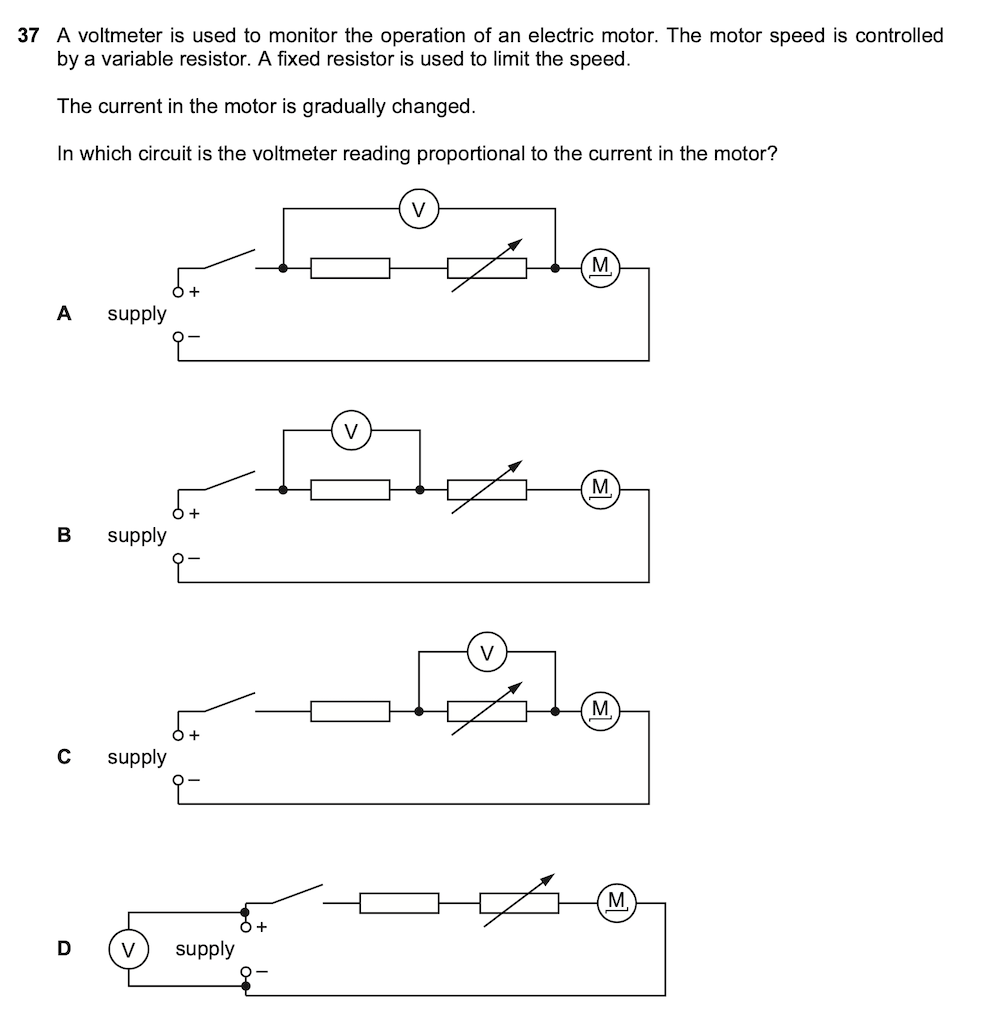 37 A voltmeter is used to monitor the operation of an electric motor. The motor speed is controlled
by a variable resistor. A fixed resistor is used to limit the speed.
The current in the motor is gradually changed.
In which circuit is the voltmeter reading proportional to the current in the motor?
V
M
+
A supply
–
V
M
+
B supply
–
V
M
+
C supply
–
M
+
D V supply
–